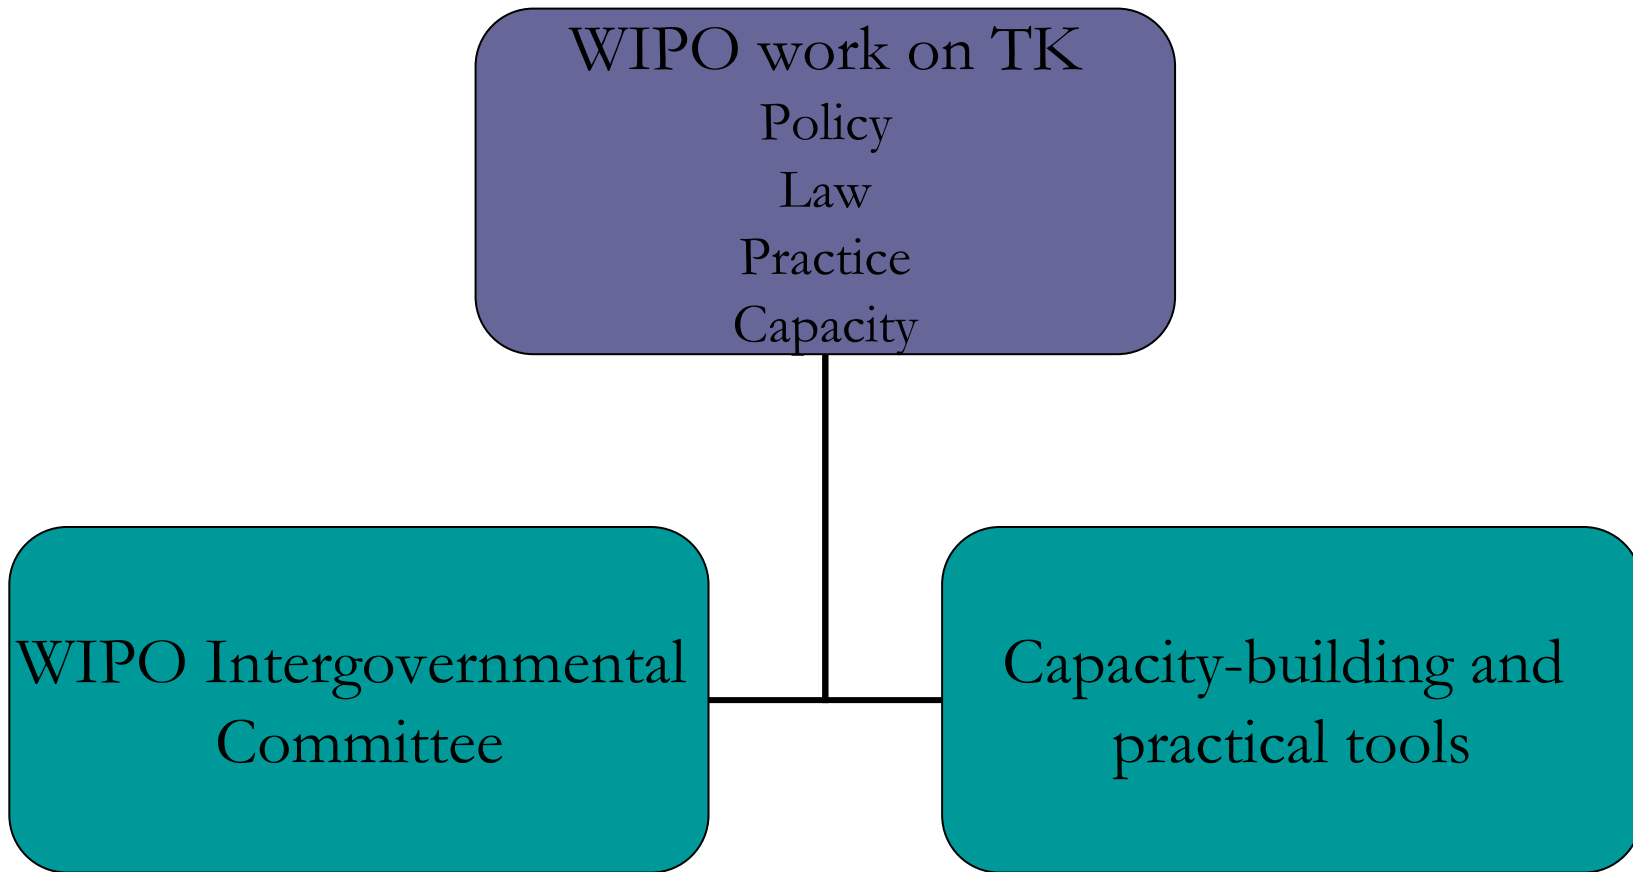 WIPO work on TK
Policy
Law
Practice
Capacity
WIPO Intergovernmental
Committee
Capacity-building and
practical tools